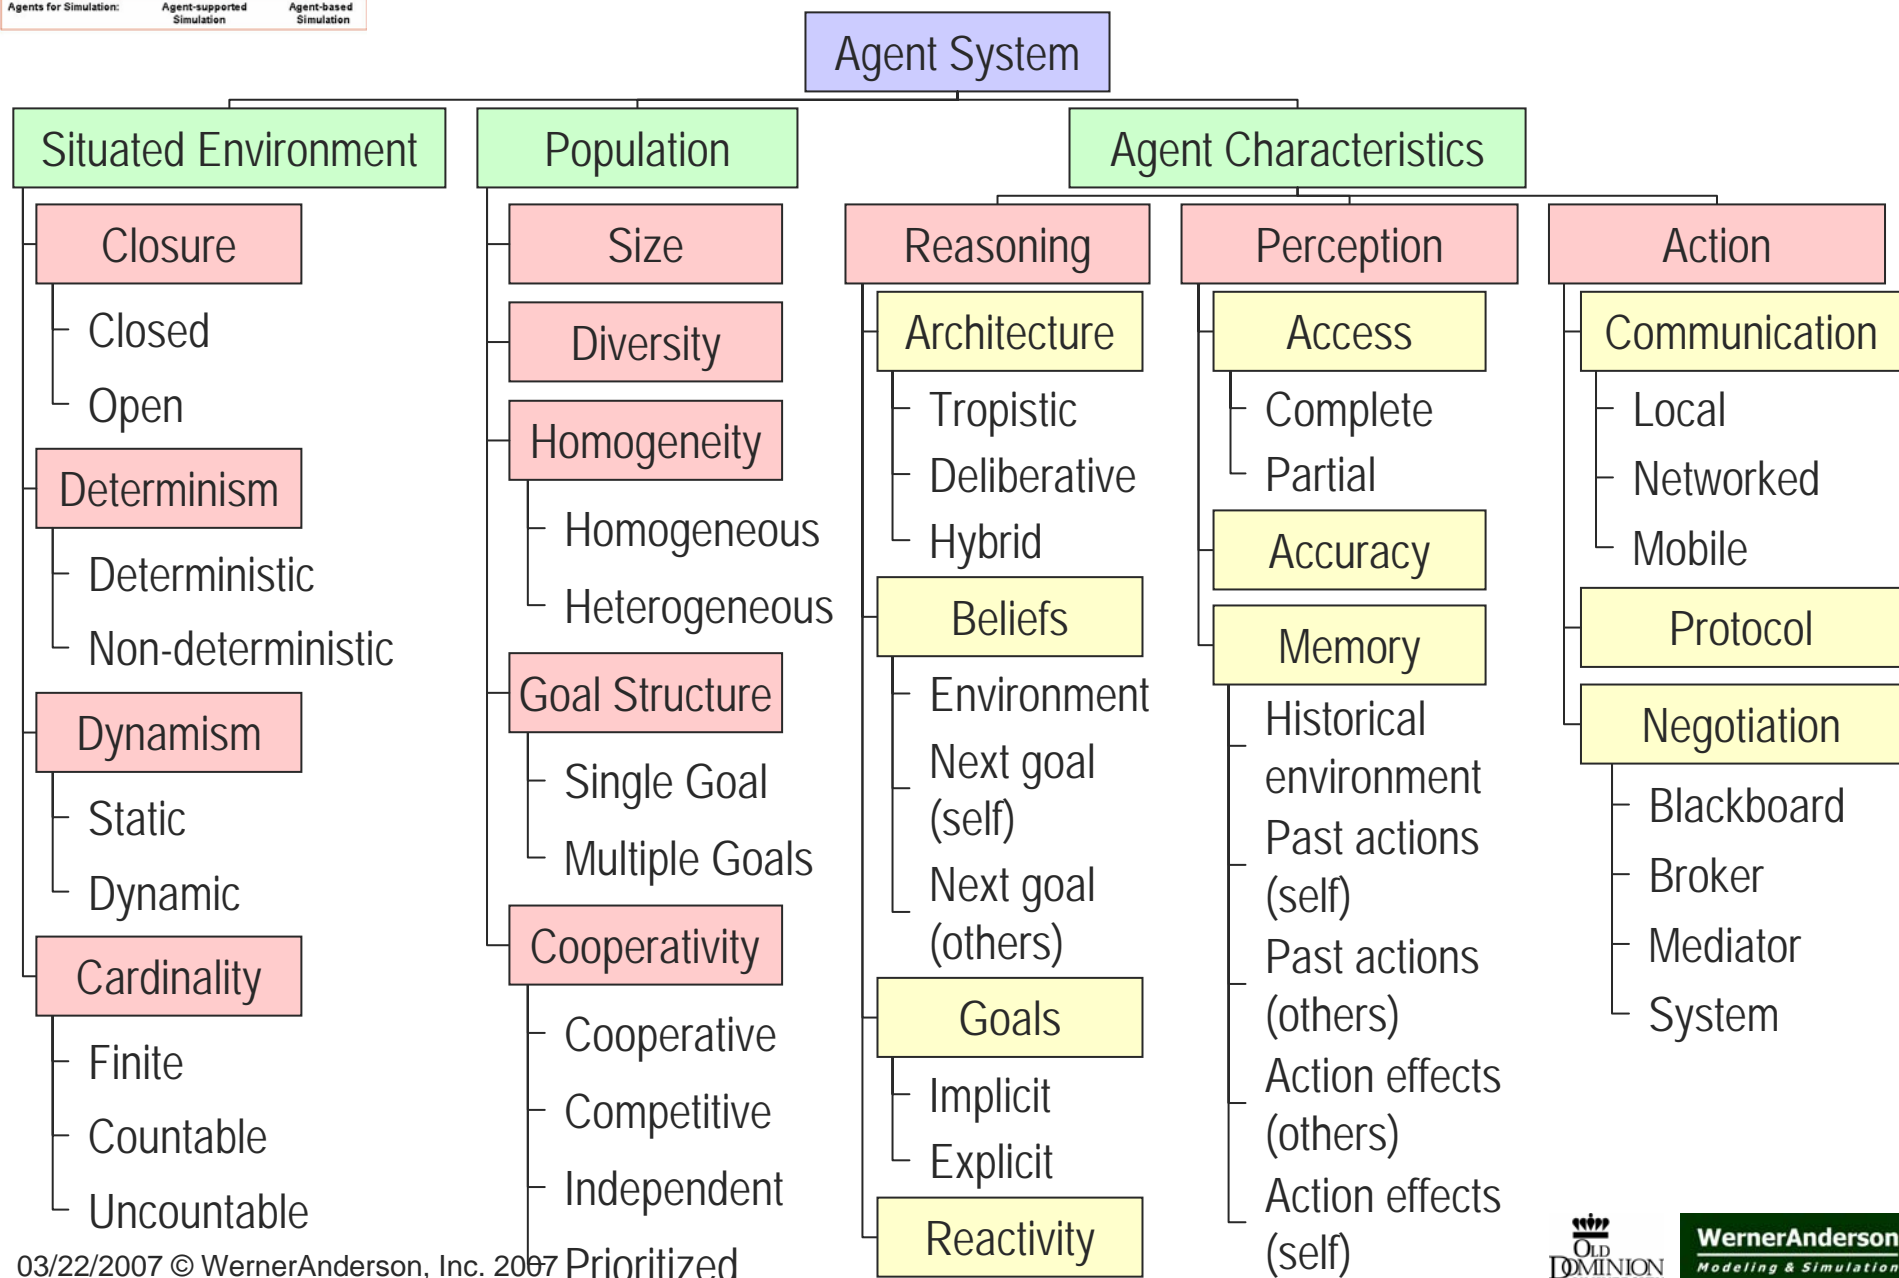 Agents for Simulation:
Agent-supported
Simulation
Agent-based
Simulation
Agent System
Situated Environment
Closure
Closed
Open
Determinism
Deterministic
Non-deterministic
Dynamism
Static
Dynamic
Cardinality
Finite
Countable
Uncountable
Population
Size
Diversity
Homogeneity
Homogeneous
Heterogeneous
Goal Structure
Single Goal
Multiple Goals
Cooperativity
Cooperative
Competitive
Independent
Prioritized
Agent Characteristics
Reasoning
Architecture
Tropistic
Deliberative
Hybrid
Beliefs
Environment
Next goal
(self)
Next goal
(others)
Goals
Implicit
Explicit
Reactivity
Perception
Access
Complete
Partial
Accuracy
Memory
Historical
environment
Past actions
(self)
Past actions
(others)
Action effects
(others)
Action effects
(self)
Action
Communication
Local
Networked
Mobile
Protocol
Negotiation
Blackboard
Broker
Mediator
System
03/22/2007 © WernerAnderson, Inc. 2007
OLD
DOMINION
WernerAnderson
Modeling & Simulation